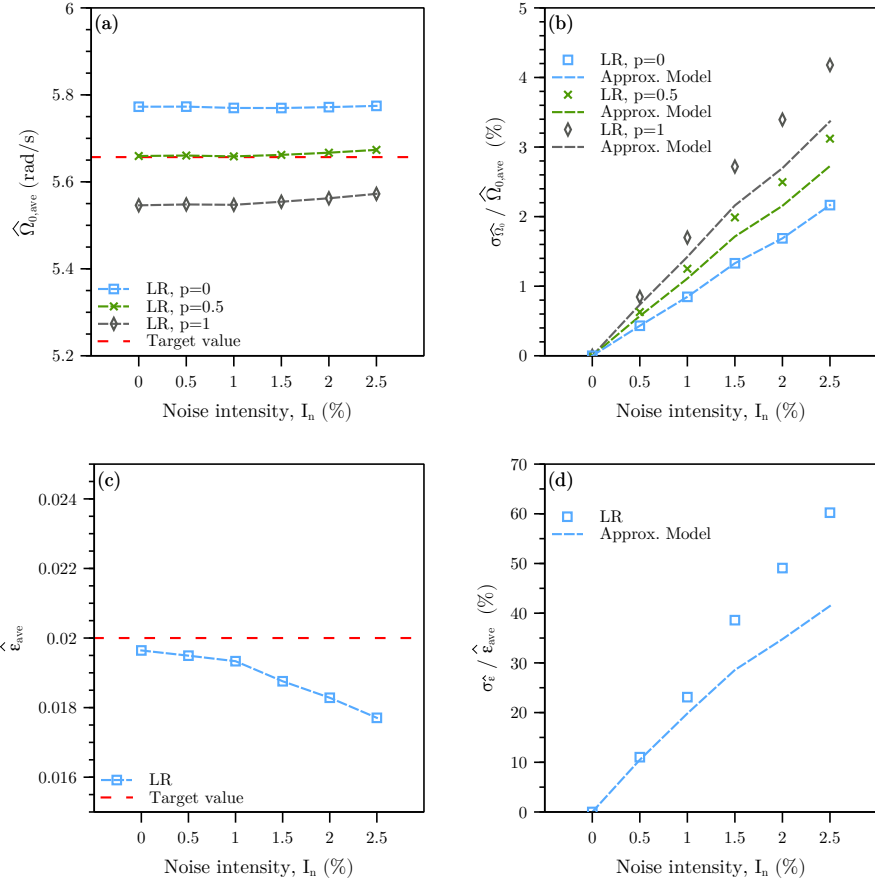 (a)
6
5.8
5.6
5.4
5.2
Ω̂0,ave (rad/s)
LR, p=0
LR, p=0.5
LR, p=1
Target value
0 0.5 1 1.5 2 2.5
Noise intensity, In (%)
(b)
5
4
3
2
1
0
σΩ̂0 / Ω̂0,ave (%)
LR, p=0
Approx. Model
LR, p=0.5
Approx. Model
LR, p=1
Approx. Model
0 0.5 1 1.5 2 2.5
Noise intensity, In (%)
(c)
0.024
0.022
0.02
0.018
0.016
ε̂ave
LR
Target value
0 0.5 1 1.5 2 2.5
Noise intensity, In (%)
(d)
70
60
50
40
30
20
10
0
σε̂ / ε̂ave (%)
LR
Approx. Model
0 0.5 1 1.5 2 2.5
Noise intensity, In (%)